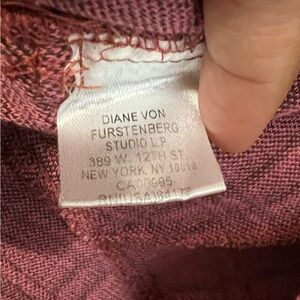 DIANE VON
FURSTENBERG
STUDIO L.P.
389 W. 12TH ST.
NEW YORK, NY 10014